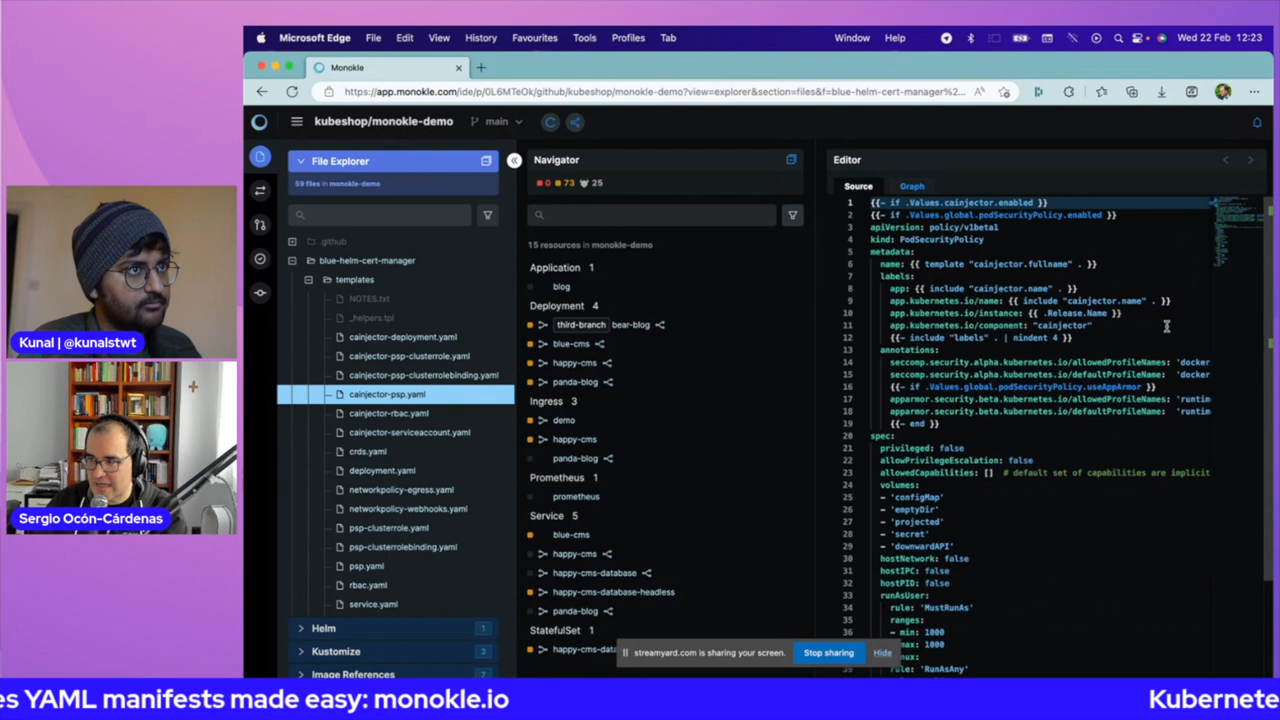 Microsoft Edge File Edit View History Favourites Tools Profiles Tab Window Help Wed 22 Feb 12:23
Monokle
https://app.monokle.com/ide/p/0L6MTeOk/github/kubeshop/monokle-demo?view=explorer&section=files&f=blue-helm-cert-manager%2...
kubeshop/monokle-demo main
File Explorer
59 files in monokle-demo
.github
blue-helm-cert-manager
templates
NOTES.txt
_helpers.tpl
cainjector-deployment.yaml
cainjector-psp-clusterrole.yaml
cainjector-psp-clusterrolebinding.yaml
cainjector-psp.yaml
cainjector-rbac.yaml
cainjector-serviceaccount.yaml
crds.yaml
deployment.yaml
networkpolicy-egress.yaml
networkpolicy-webhooks.yaml
psp-clusterrole.yaml
psp-clusterrolebinding.yaml
psp.yaml
rbac.yaml
service.yaml
Helm 1
Kustomize 3
Image References 7
Navigator
0 73 25
15 resources in monokle-demo
Application 1
blog
Deployment 4
third-branch bear-blog
blue-cms
happy-cms
panda-blog
Ingress 3
demo
happy-cms
panda-blog
Prometheus 1
prometheus
Service 5
blue-cms
happy-cms
happy-cms-database
happy-cms-database-headless
panda-blog
StatefulSet 1
happy-cms-data
Editor
Source Graph
1 {{- if .Values.cainjector.enabled }}
2 {{- if .Values.global.podSecurityPolicy.enabled }}
3 apiVersion: policy/v1beta1
4 kind: PodSecurityPolicy
5 metadata:
6 name: {{ template "cainjector.fullname" . }}
7 labels:
8 app: {{ include "cainjector.name" . }}
9 app.kubernetes.io/name: {{ include "cainjector.name" . }}
10 app.kubernetes.io/instance: {{ .Release.Name }}
11 app.kubernetes.io/component: "cainjector"
12 {{- include "labels" . | nindent 4 }}
13 annotations:
14 seccomp.security.alpha.kubernetes.io/allowedProfileNames: 'docker
15 seccomp.security.alpha.kubernetes.io/defaultProfileName: 'docker
16 {{- if .Values.global.podSecurityPolicy.useAppArmor }}
17 apparmor.security.beta.kubernetes.io/allowedProfileNames: 'runtim
18 apparmor.security.beta.kubernetes.io/defaultProfileName: 'runtime
19 {{- end }}
20 spec:
21 privileged: false
22 allowPrivilegeEscalation: false
23 allowedCapabilities: [] # default set of capabilities are implicit
24 volumes:
25 - 'configMap'
26 - 'emptyDir'
27 - 'projected'
28 - 'secret'
29 - 'downwardAPI'
30 hostNetwork: false
31 hostIPC: false
32 hostPID: false
33 runAsUser:
34 rule: 'MustRunAs'
35 ranges:
36 - min: 1000
max: 1000
nux:
rule: 'RunAsAny'
streamyard.com is sharing your screen. Stop sharing Hide
Kunal | @kunalstwt
Sergio Ocón-Cárdenas
es YAML manifests made easy: monokle.io Kubernete